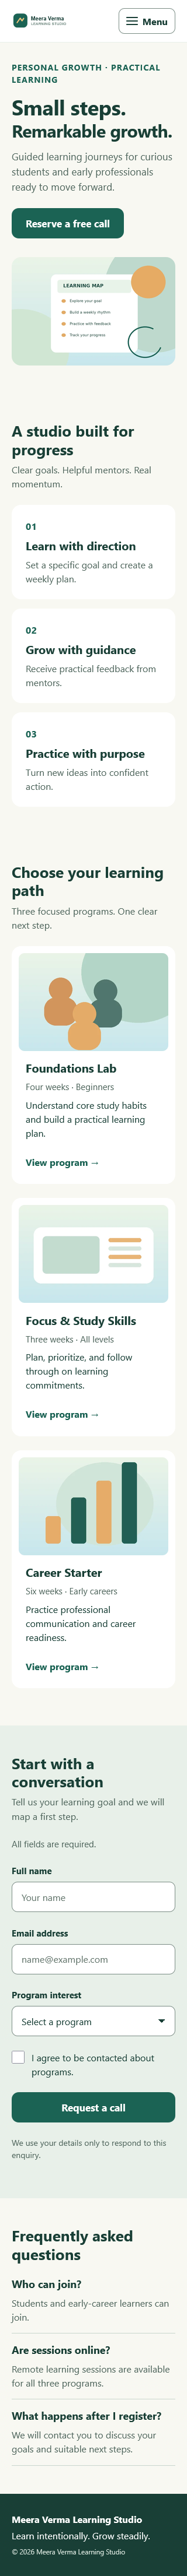 Meera Verma
LEARNING STUDIO
Menu
PERSONAL GROWTH · PRACTICAL
LEARNING
Small steps.
Remarkable growth.
Guided learning journeys for curious
students and early professionals
ready to move forward.
Reserve a free call
LEARNING MAP
Explore your goal
Build a weekly rhythm
Practice with feedback
Track your progress
A studio built for
progress
Clear goals. Helpful mentors. Real
momentum.
01
Learn with direction
Set a specific goal and create a
weekly plan.
02
Grow with guidance
Receive practical feedback from
mentors.
03
Practice with purpose
Turn new ideas into confident
action.
Choose your learning
path
Three focused programs. One clear
next step.
Foundations Lab
Four weeks · Beginners
Understand core study habits
and build a practical learning
plan.
View program →
Focus & Study Skills
Three weeks · All levels
Plan, prioritize, and follow
through on learning
commitments.
View program →
Career Starter
Six weeks · Early careers
Practice professional
communication and career
readiness.
View program →
Start with a
conversation
Tell us your learning goal and we will
map a first step.
All fields are required.
Full name
Your name
Email address
name@example.com
Program interest
Select a program
I agree to be contacted about
programs.
Request a call
We use your details only to respond to this
enquiry.
Frequently asked
questions
Who can join?
Students and early-career learners can
join.
Are sessions online?
Remote learning sessions are available
for all three programs.
What happens after I register?
We will contact you to discuss your
goals and suitable next steps.
Meera Verma Learning Studio
Learn intentionally. Grow steadily.
© 2026 Meera Verma Learning Studio